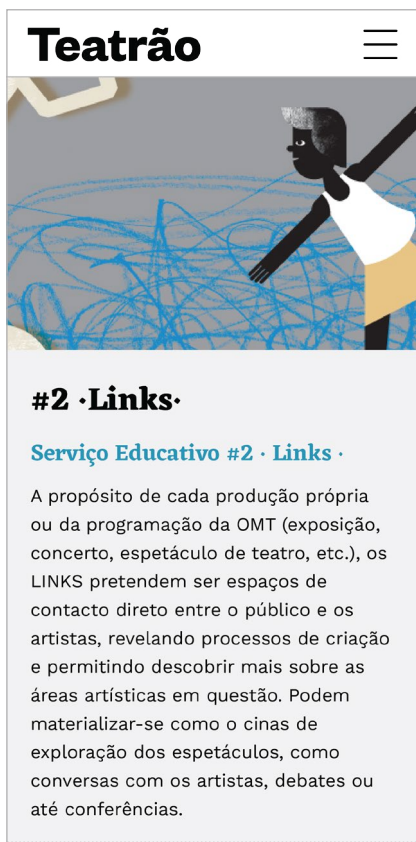 Teatrão
#2 ·Links·
Serviço Educativo #2 · Links ·
A propósito de cada produção própria
ou da programação da OMT (exposição,
concerto, espetáculo de teatro, etc.), os
LINKS pretendem ser espaços de
contacto direto entre o público e os
artistas, revelando processos de criação
e permitindo descobrir mais sobre as
áreas artísticas em questão. Podem
materializar-se como o cinas de
exploração dos espetáculos, como
conversas com os artistas, debates ou
até conferências.